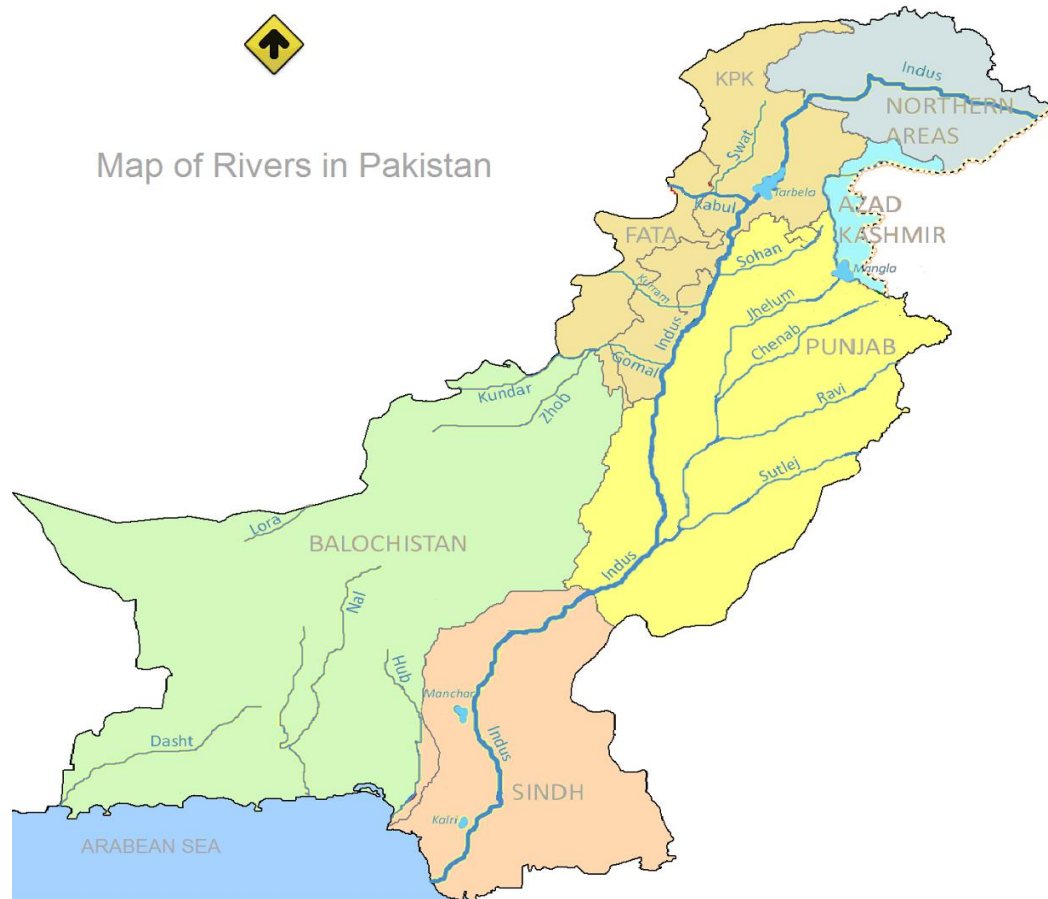 Map of Rivers in Pakistan
KPK
Indus
NORTHERN
AREAS
Swat
Tarbela
Kabul
AZAD
KASHMIR
FATA
Sohan
Mangla
Kurram
Indus
Jhelum
Chenab
PUNJAB
Gomal
Kundar
Zhob
Ravi
Sutlej
Lora
BALOCHISTAN
Indus
Nal
Hub
Manchar
Dasht
Indus
SINDH
Kalri
ARABEAN SEA